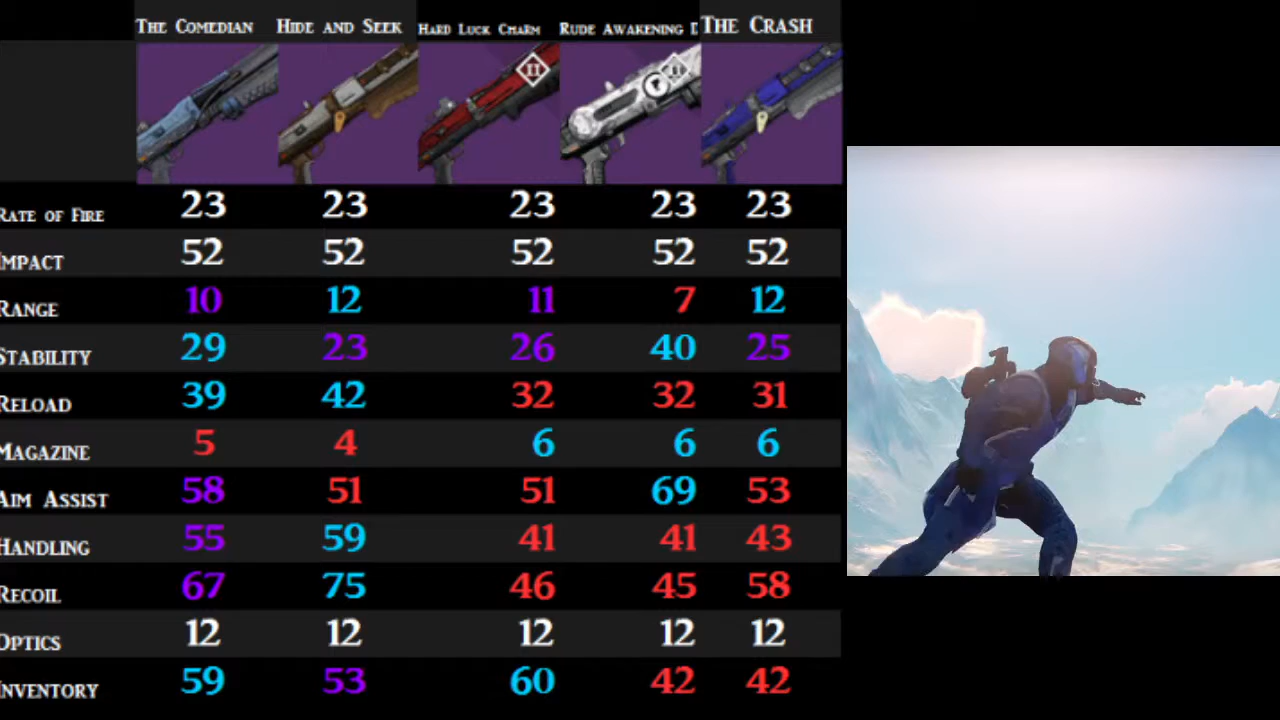 The Comedian Hide and Seek Hard Luck Charm Rude Awakening D The Crash
II II
Rate of Fire 23 23 23 23 23
Impact 52 52 52 52 52
Range 10 12 11 7 12
Stability 29 23 26 40 25
Reload 39 42 32 32 31
Magazine 5 4 6 6 6
Aim Assist 58 51 51 69 53
Handling 55 59 41 41 43
Recoil 67 75 46 45 58
Optics 12 12 12 12 12
Inventory 59 53 60 42 42